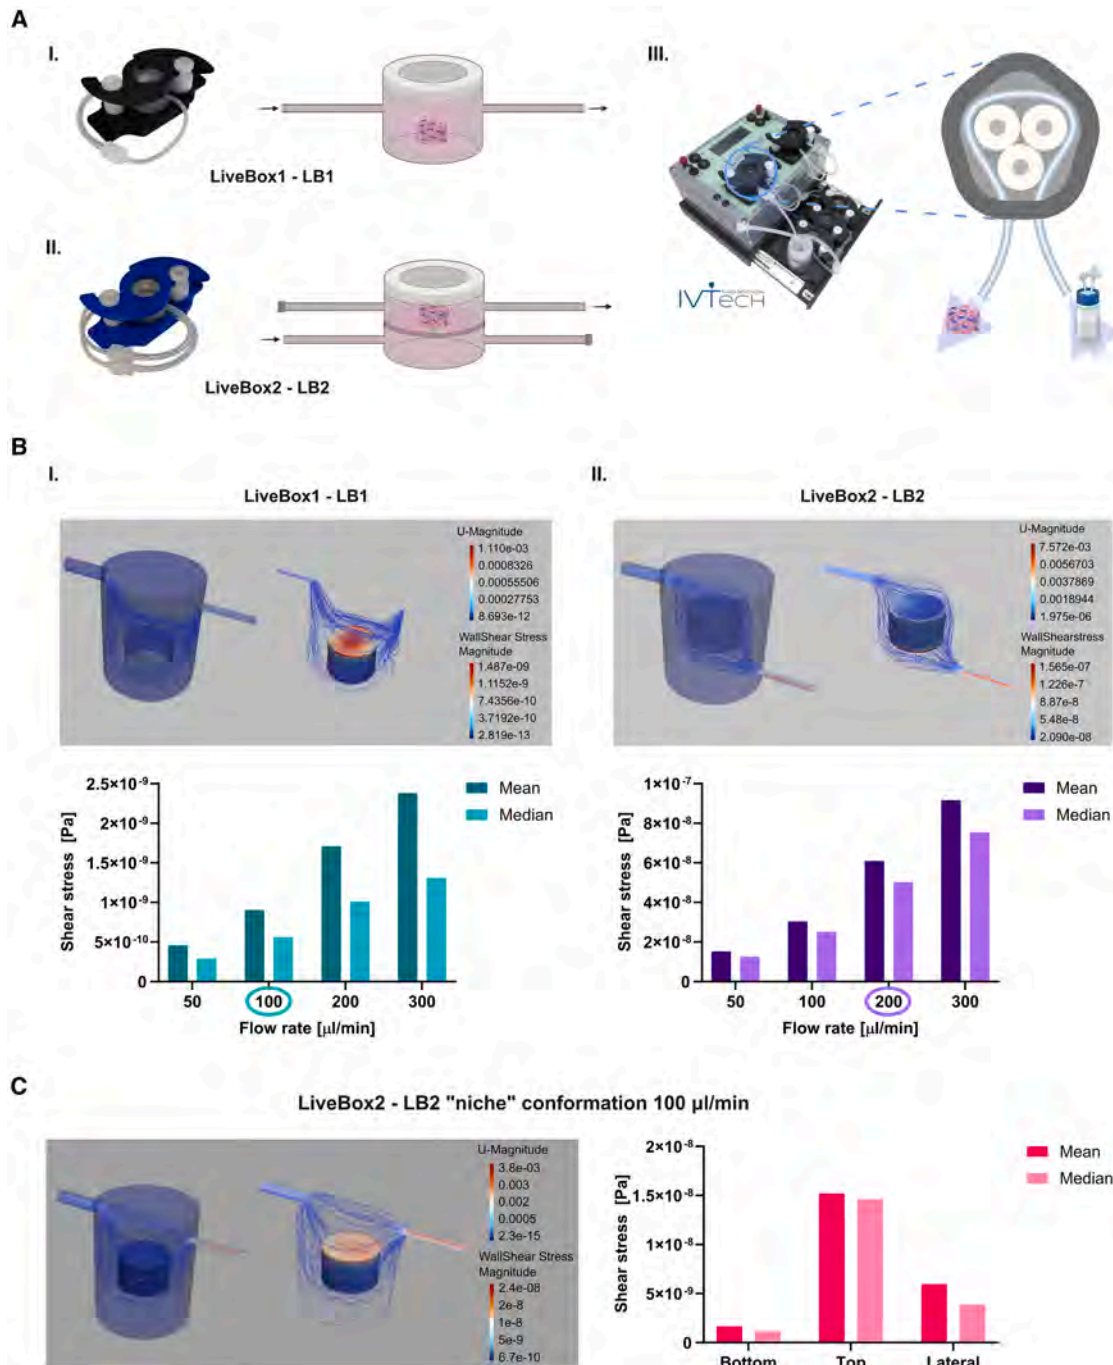 A
I.
LiveBox1 - LB1
II.
LiveBox2 - LB2
III.
IVTech
B
I.
LiveBox1 - LB1
U-Magnitude
1.110e-03
0.0008326
0.00055506
0.00027753
8.693e-12
WallShear Stress
Magnitude
1.487e-09
1.1152e-9
7.4356e-10
3.7192e-10
2.819e-13
Shear stress [Pa]
2.5×10⁻⁹
2×10⁻⁹
1.5×10⁻⁹
1×10⁻⁹
5×10⁻¹⁰
0
50
100
200
300
Flow rate [µl/min]
Mean
Median
II.
LiveBox2 - LB2
U-Magnitude
7.572e-03
0.0056703
0.0037869
0.0018944
1.975e-06
WallShearstress
Magnitude
1.565e-07
1.226e-7
8.87e-8
5.48e-8
2.090e-08
Shear stress [Pa]
1×10⁻⁷
8×10⁻⁸
6×10⁻⁸
4×10⁻⁸
2×10⁻⁸
0
50
100
200
300
Flow rate [µl/min]
Mean
Median
C
LiveBox2 - LB2 "niche" conformation 100 µl/min
U-Magnitude
3.8e-03
0.003
0.002
0.0005
2.3e-15
WallShear Stress
Magnitude
2.4e-08
2e-8
1e-8
5e-9
6.7e-10
Shear stress [Pa]
2×10⁻⁸
1.5×10⁻⁸
1×10⁻⁸
5×10⁻⁹
0
Bottom
Top
Lateral
Mean
Median